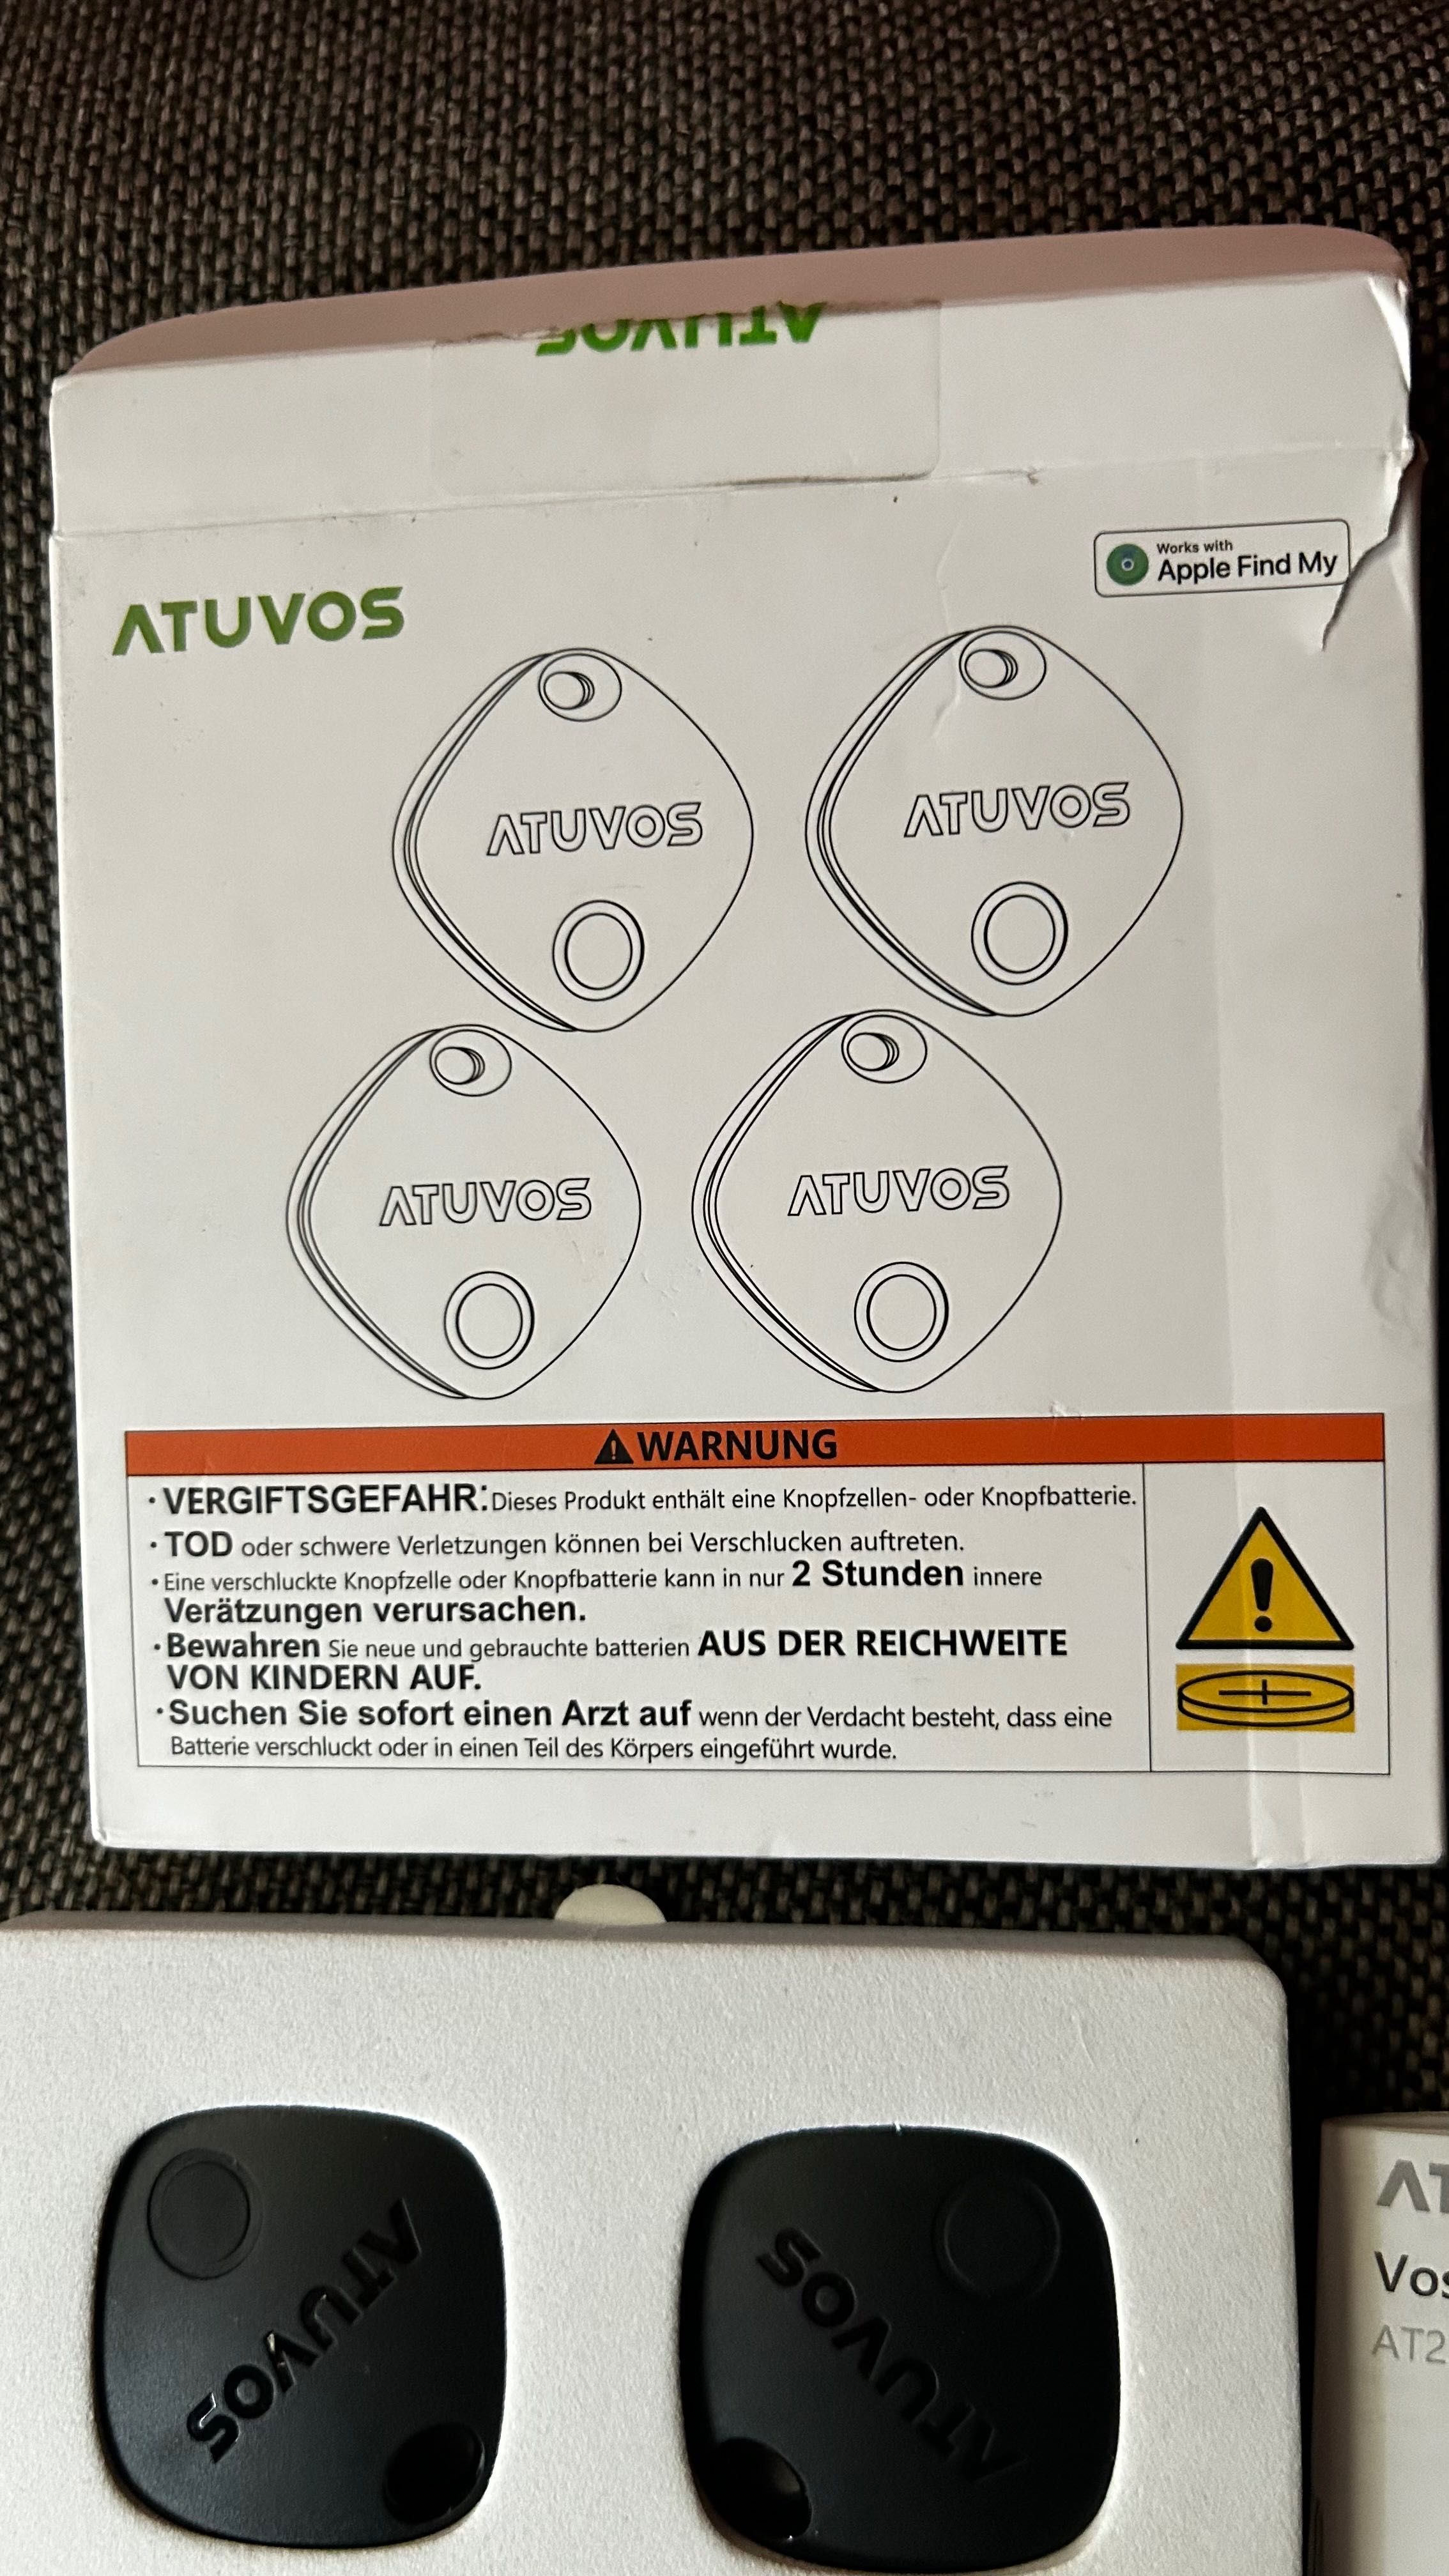 ATUVOS
Works with
Apple Find My
ATUVOS
ATUVOS
ATUVOS
ATUVOS
ATUVOS
WARNUNG
· VERGIFTSGEFAHR: Dieses Produkt enthält eine Knopfzellen- oder Knopfbatterie.
· TOD oder schwere Verletzungen können bei Verschlucken auftreten.
· Eine verschluckte Knopfzelle oder Knopfbatterie kann in nur 2 Stunden innere
Verätzungen verursachen.
· Bewahren Sie neue und gebrauchte batterien AUS DER REICHWEITE
VON KINDERN AUF.
· Suchen Sie sofort einen Arzt auf wenn der Verdacht besteht, dass eine
Batterie verschluckt oder in einen Teil des Körpers eingeführt wurde.
ATUVOS
ATUVOS